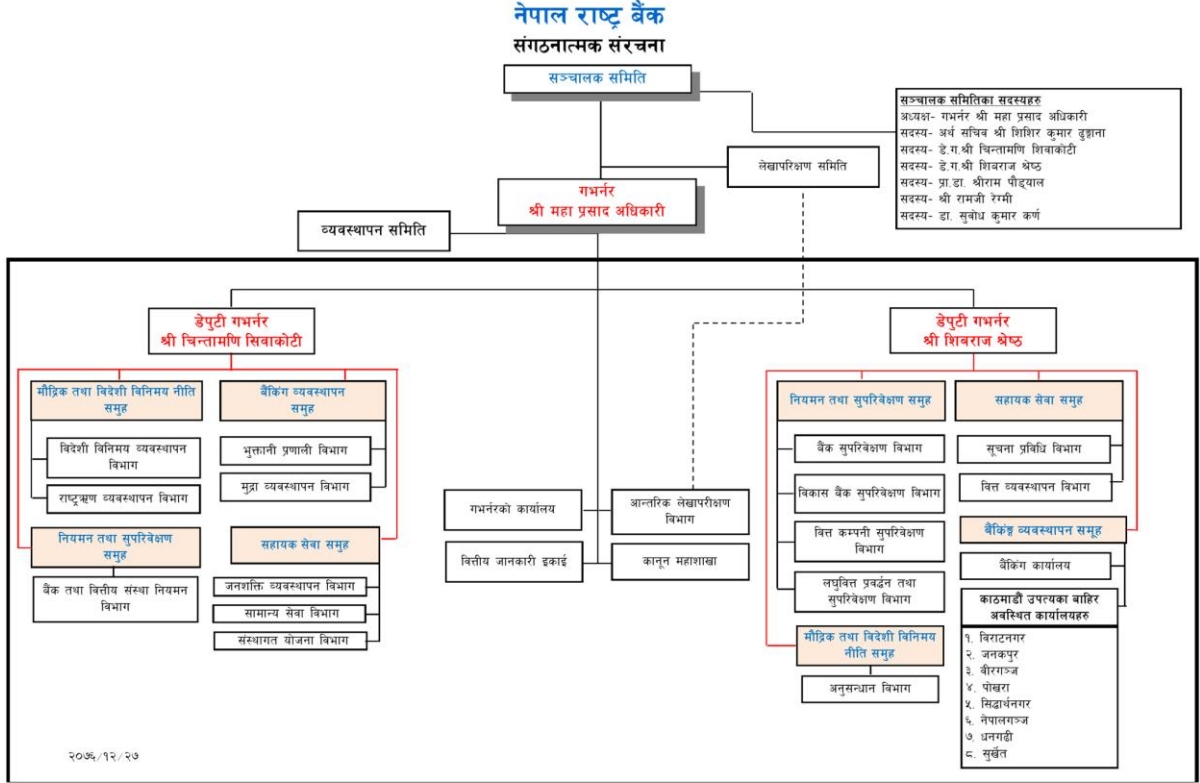 नेपाल राष्ट्र बैंक
संगठनात्मक संरचना
सञ्चालक समिति
सञ्चालक समितिका सदस्यहरु
अध्यक्ष- गभर्नर श्री महा प्रसाद अधिकारी
सदस्य- अर्थ सचिव श्री शिशिर कुमार ढुङ्गाना
सदस्य- डे.ग.श्री चिन्तामणि शिवाकोटी
सदस्य- डे.ग.श्री शिबराज श्रेष्ठ
सदस्य- प्रा.डा. श्रीराम पौड्याल
सदस्य- श्री रामजी रेग्मी
सदस्य- डा. सुवोध कुमार कर्ण
लेखापरिक्षण समिति
गभर्नर
श्री महा प्रसाद अधिकारी
व्यवस्थापन समिति
डेपुटी गभर्नर
श्री चिन्तामणि सिवाकोटी
मौद्रिक तथा विदेशी विनिमय नीति
समुह
विदेशी विनिमय व्यवस्थापन
विभाग
राष्ट्रऋण व्यवस्थापन विभाग
बैंकिंग व्यवस्थापन
समुह
भुक्तानी प्रणाली विभाग
मुद्रा व्यवस्थापन विभाग
नियमन तथा सुपरिवेक्षण
समुह
बैंक तथा वित्तीय संस्था नियमन
विभाग
सहायक सेवा समुह
जनशक्ति व्यवस्थापन विभाग
सामान्य सेवा विभाग
संस्थागत योजना विभाग
गभर्नरको कार्यालय
आन्तरिक लेखापरीक्षण
विभाग
वित्तीय जानकारी इकाई
कानून महाशाखा
डेपुटी गभर्नर
श्री शिबराज श्रेष्ठ
नियमन तथा सुपरिवेक्षण समुह
बैंक सुपरिवेक्षण विभाग
विकास बैंक सुपरिवेक्षण विभाग
वित्त कम्पनी सुपरिवेक्षण
विभाग
लघुवित्त प्रवर्द्धन तथा
सुपरिवेक्षण विभाग
मौद्रिक तथा विदेशी विनिमय
नीति समुह
अनुसन्धान विभाग
सहायक सेवा समुह
सूचना प्रविधि विभाग
वित्त व्यवस्थापन विभाग
बैंकिङ्ग व्यवस्थापन समूह
बैंकिंग कार्यालय
काठमाडौं उपत्यका बाहिर
अवस्थित कार्यालयहरु
१. विराटनगर
२. जनकपुर
३. वीरगञ्ज
४. पोखरा
५. सिद्धार्थनगर
६. नेपालगञ्ज
७. धनगढी
८. सुर्खेत
२०७६/१२/२७